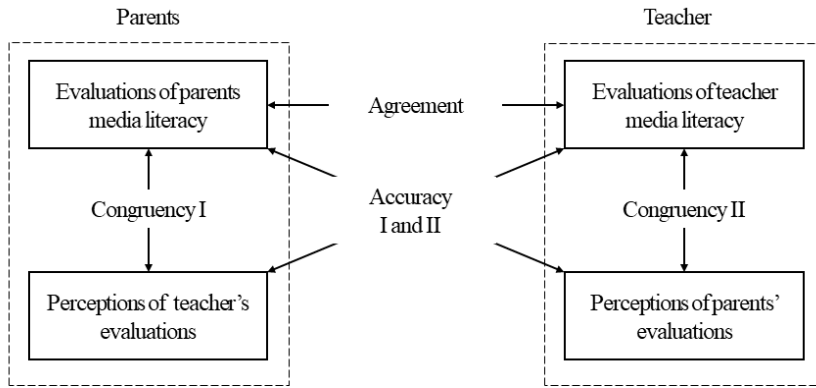 Parents
Teacher
Evaluations of parents
media literacy
Agreement
Evaluations of teacher
media literacy
Congruency I
Accuracy
I and II
Congruency II
Perceptions of teacher’s
evaluations
Perceptions of parents’
evaluations